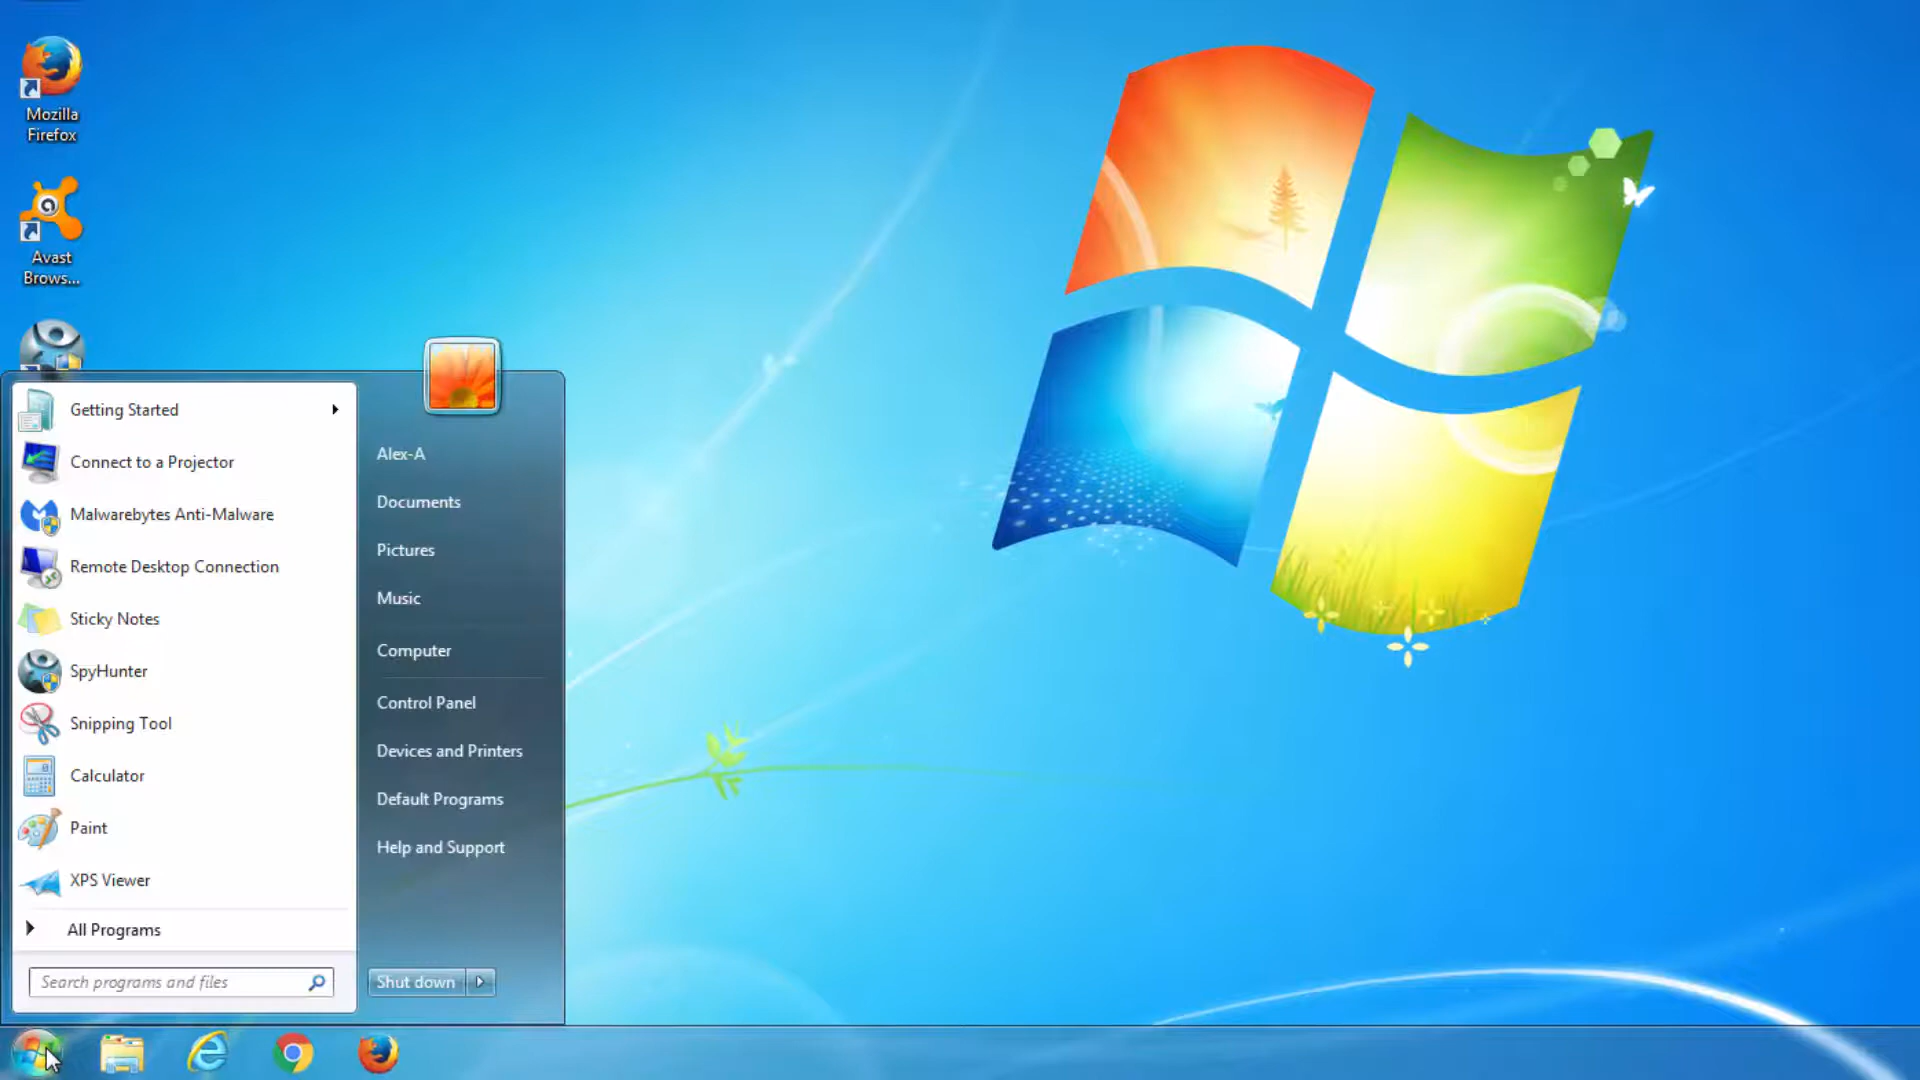 Mozilla
Firefox
Avast
Brows...
Getting Started
Connect to a Projector
Malwarebytes Anti-Malware
Remote Desktop Connection
Sticky Notes
SpyHunter
Snipping Tool
Calculator
Paint
XPS Viewer
All Programs
Search programs and files
Alex-A
Documents
Pictures
Music
Computer
Control Panel
Devices and Printers
Default Programs
Help and Support
Shut down